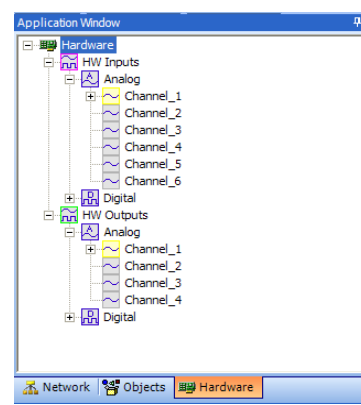 Application Window
Hardware
HW Inputs
Analog
Channel_1
Channel_2
Channel_3
Channel_4
Channel_5
Channel_6
Digital
HW Outputs
Analog
Channel_1
Channel_2
Channel_3
Channel_4
Digital
Network Objects Hardware